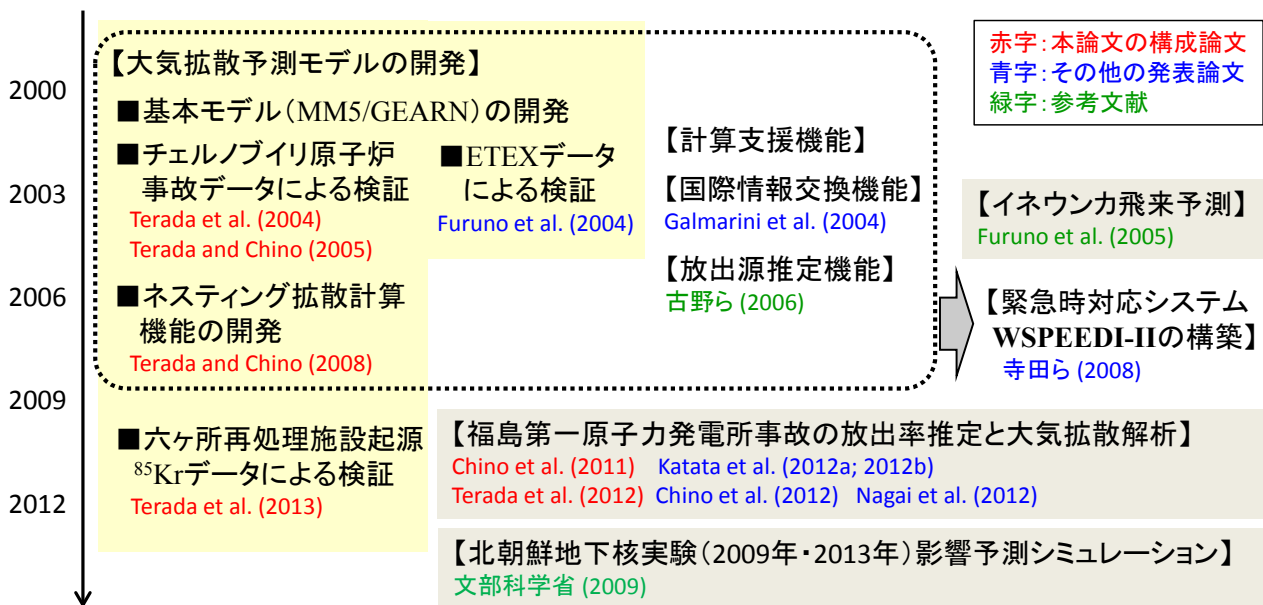 2000
2003
2006
2009
2012
【大気拡散予測モデルの開発】
■基本モデル(MM5/GEARN)の開発
■チェルノブイリ原子炉
事故データによる検証
Terada et al. (2004)
Terada and Chino (2005)
■ETEXデータ
による検証
Furuno et al. (2004)
■ネスティング拡散計算
機能の開発
Terada and Chino (2008)
■六ヶ所再処理施設起源
⁸⁵Krデータによる検証
Terada et al. (2013)
【計算支援機能】
【国際情報交換機能】
Galmarini et al. (2004)
【放出源推定機能】
古野ら (2006)
赤字:本論文の構成論文
青字:その他の発表論文
緑字:参考文献
【イネウンカ飛来予測】
Furuno et al. (2005)
【緊急時対応システム
WSPEEDI-IIの構築】
寺田ら (2008)
【福島第一原子力発電所事故の放出率推定と大気拡散解析】
Chino et al. (2011) Katata et al. (2012a; 2012b)
Terada et al. (2012) Chino et al. (2012) Nagai et al. (2012)
【北朝鮮地下核実験(2009年・2013年)影響予測シミュレーション】
文部科学省 (2009)